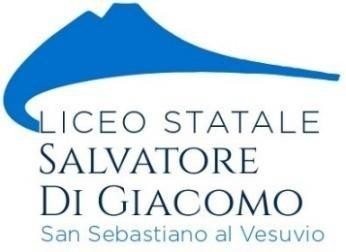 LICEO STATALE
SALVATORE
DI GIACOMO
San Sebastiano al Vesuvio